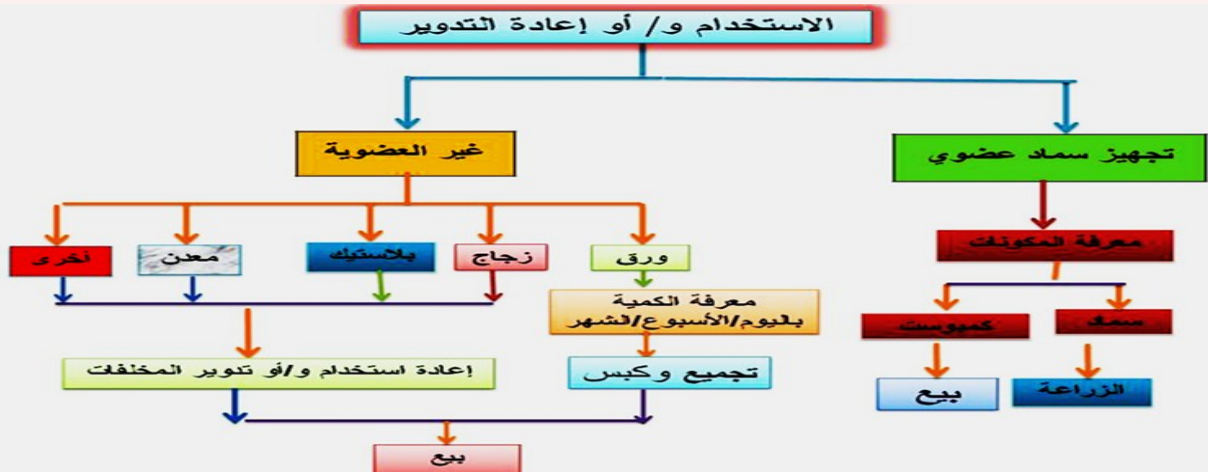 الاستخدام و/ أو إعادة التدوير
تجهيز سماد عضوي
غير العضوية
معرفة المكونات
ورق
زجاج
بلاستيك
معدن
أخرى
سماد
كمبوست
معرفة الكمية
باليوم/الأسبوع/الشهر
الزراعة
بيع
تجميع وكبس
إعادة استخدام و/أو تدوير المخلفات
بيع